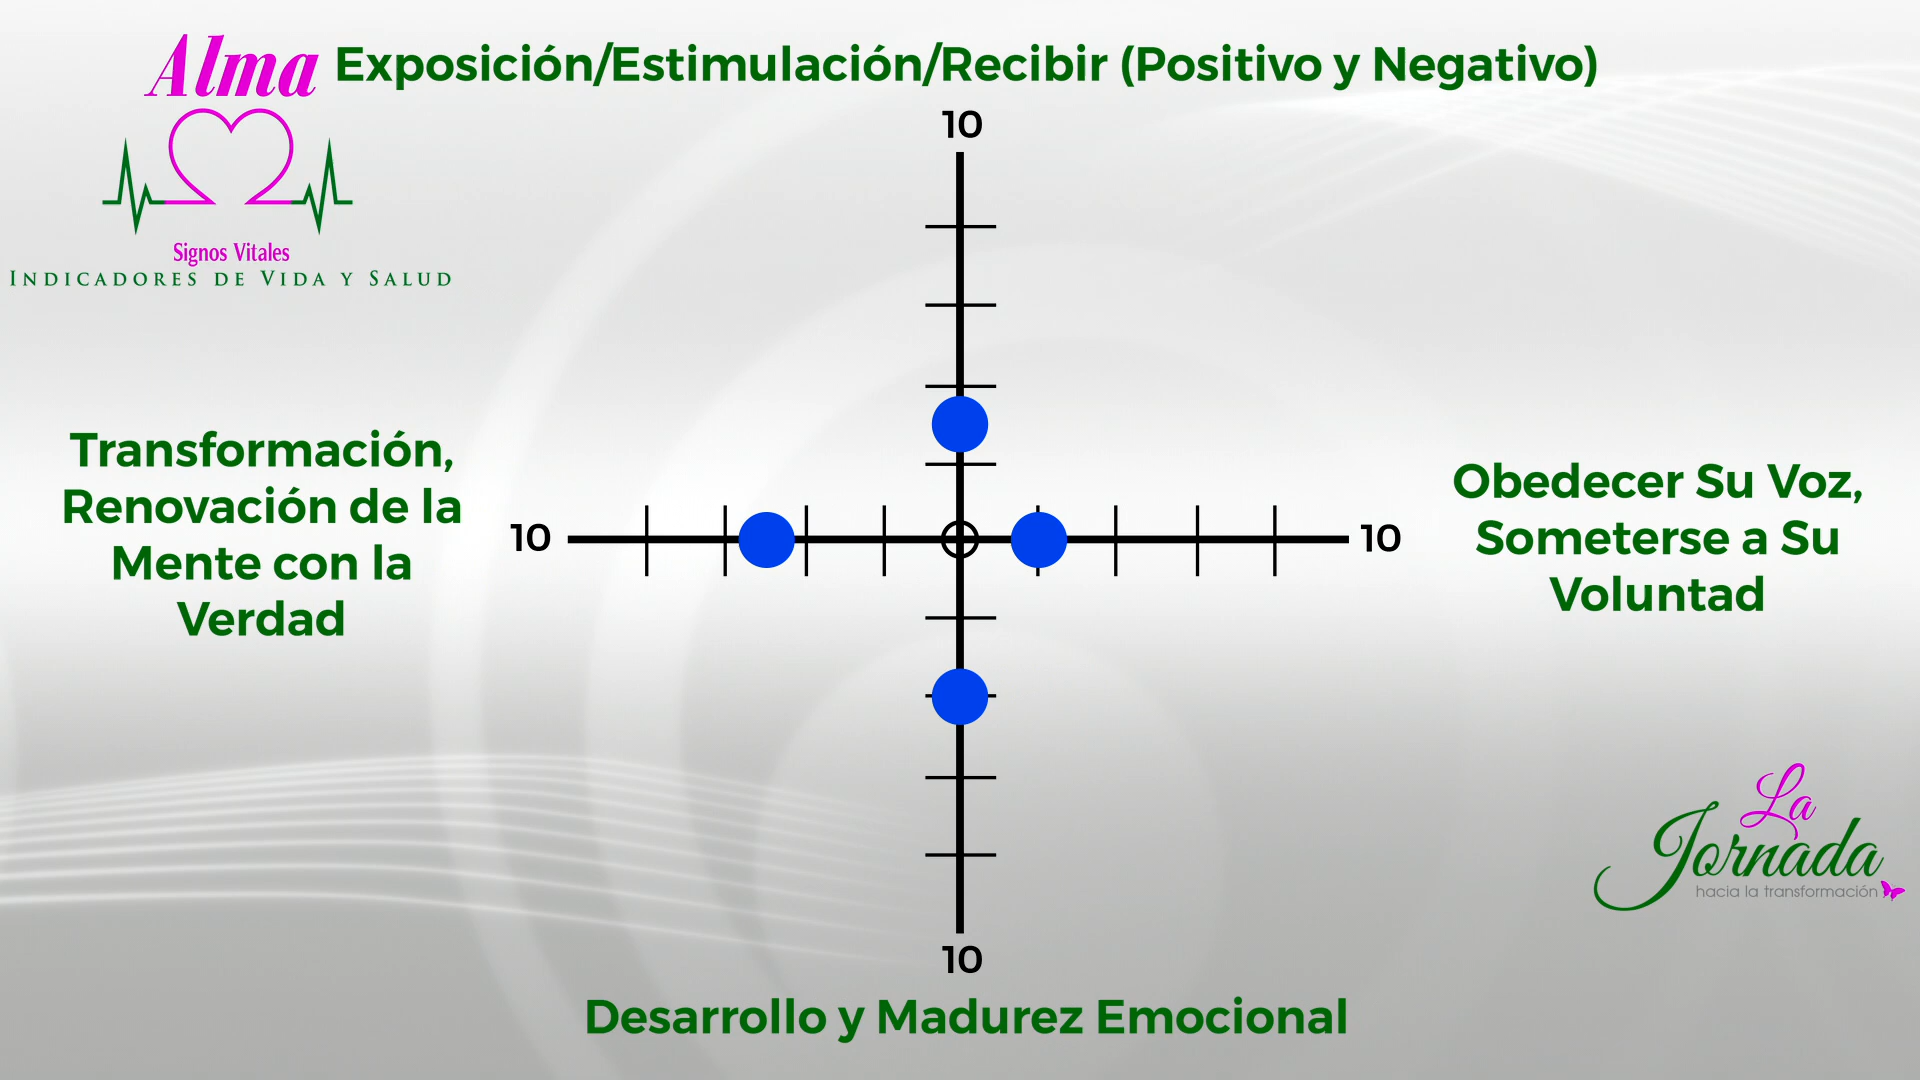 Alma
Exposición/Estimulación/Recibir (Positivo y Negativo)
10
Signos Vitales
INDICADORES DE VIDA Y SALUD
Transformación,
Renovación de la
Mente con la
Verdad
10
10
Obedecer Su Voz,
Someterse a Su
Voluntad
La
Jornada
hacia la transformación
10
Desarrollo y Madurez Emocional